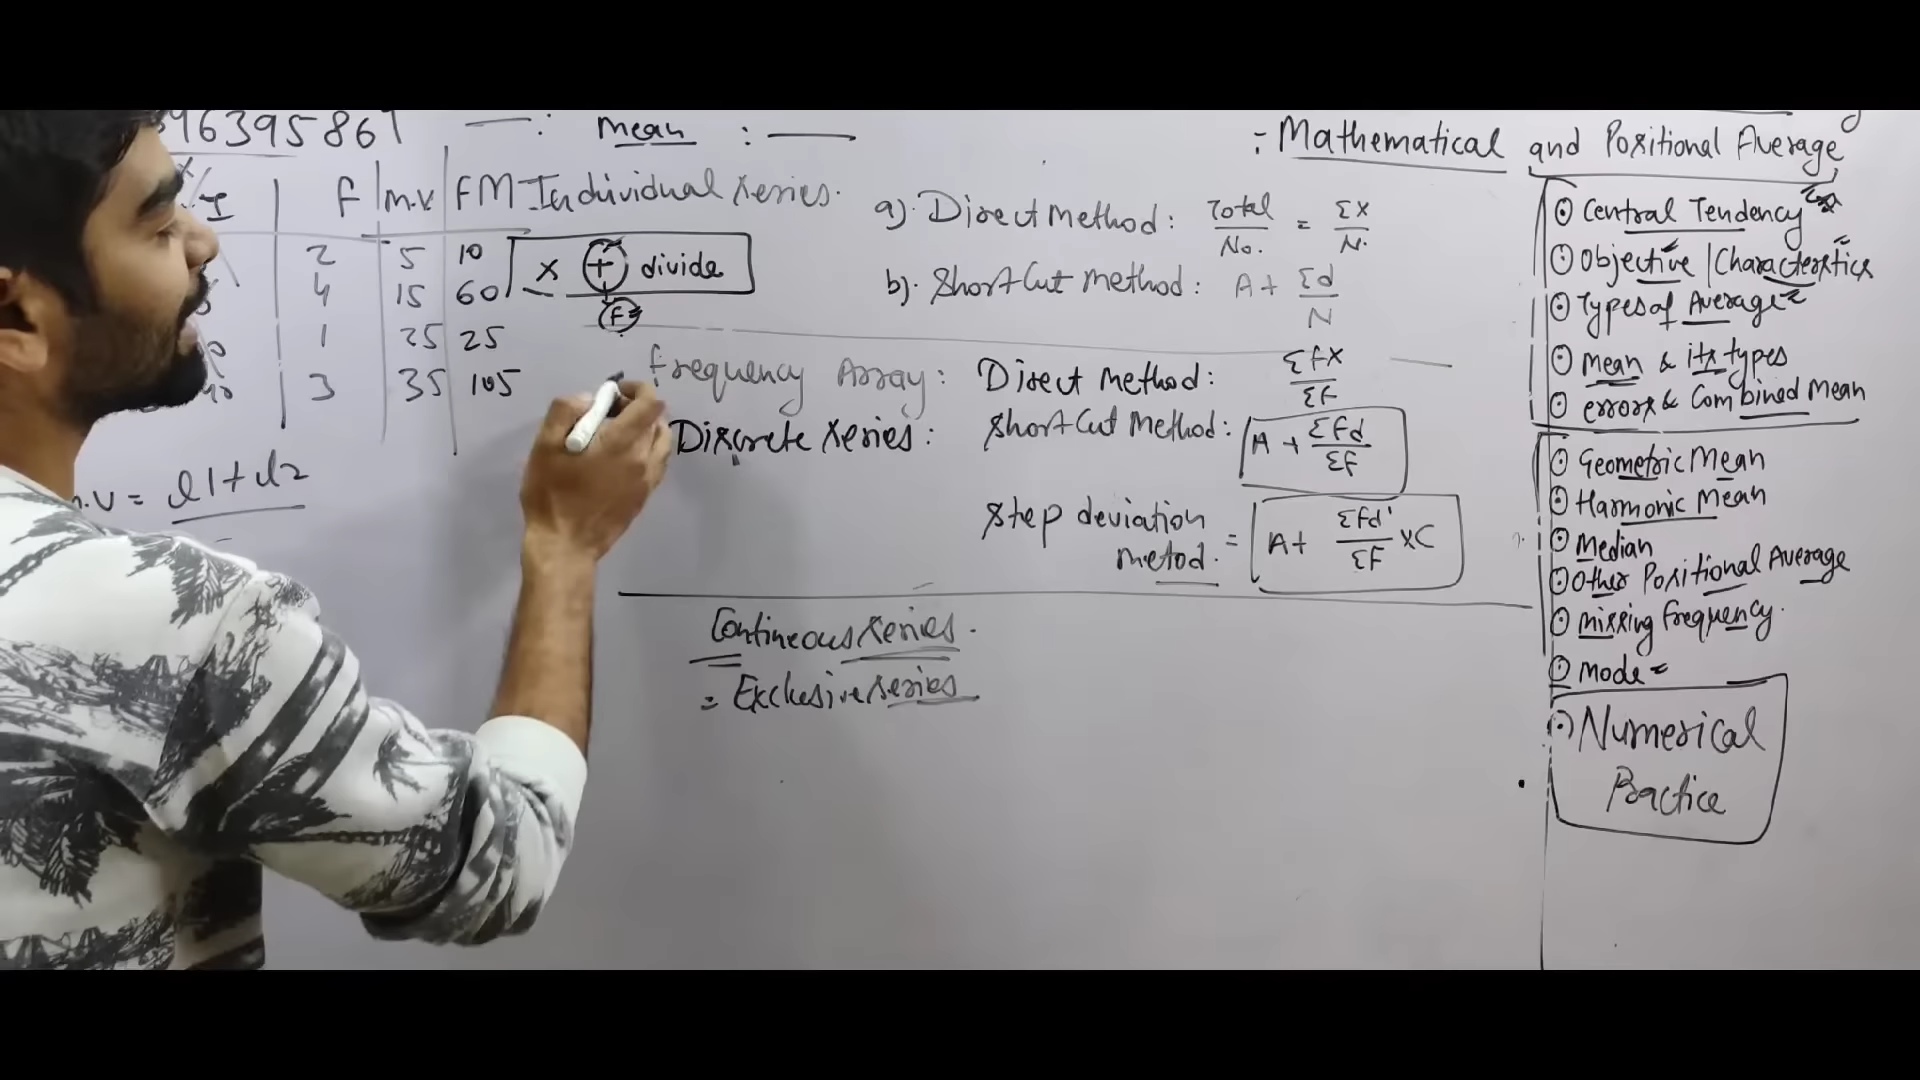 96395867 —: Mean : —
:- Mathematical and Positional Average
I F m.v FM Individual Series.
2 5 10
4 15 60
1 25 25
3 35 105
= l1+l2
x + divide
F=
a). Direct Method: Total/No. = Σx/N.
b). Short Cut Method: A+ Σd/N
frequency Array: Direct Method: Σfx/Σf
Discrete Series: Short Cut Method: A + Σfd/Σf
Step deviation metod. = A+ Σfd'/Σf xC
Contineous Series.
= Exclusive Series
⊙ Central Tendency
⊙ Objective / Characterstics
⊙ Types of Average
⊙ Mean & its types
⊙ errors & Combined Mean
⊙ Geometric Mean
⊙ Harmonic Mean
⊙ Median
⊙ Other Positional Average
⊙ missing frequency.
⊙ Mode =
⊙ Numerical
Practice